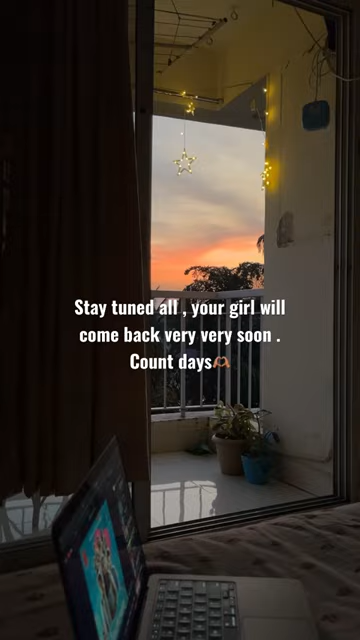 Stay tuned all , your girl will
come back very very soon .
Count days🫶🏽